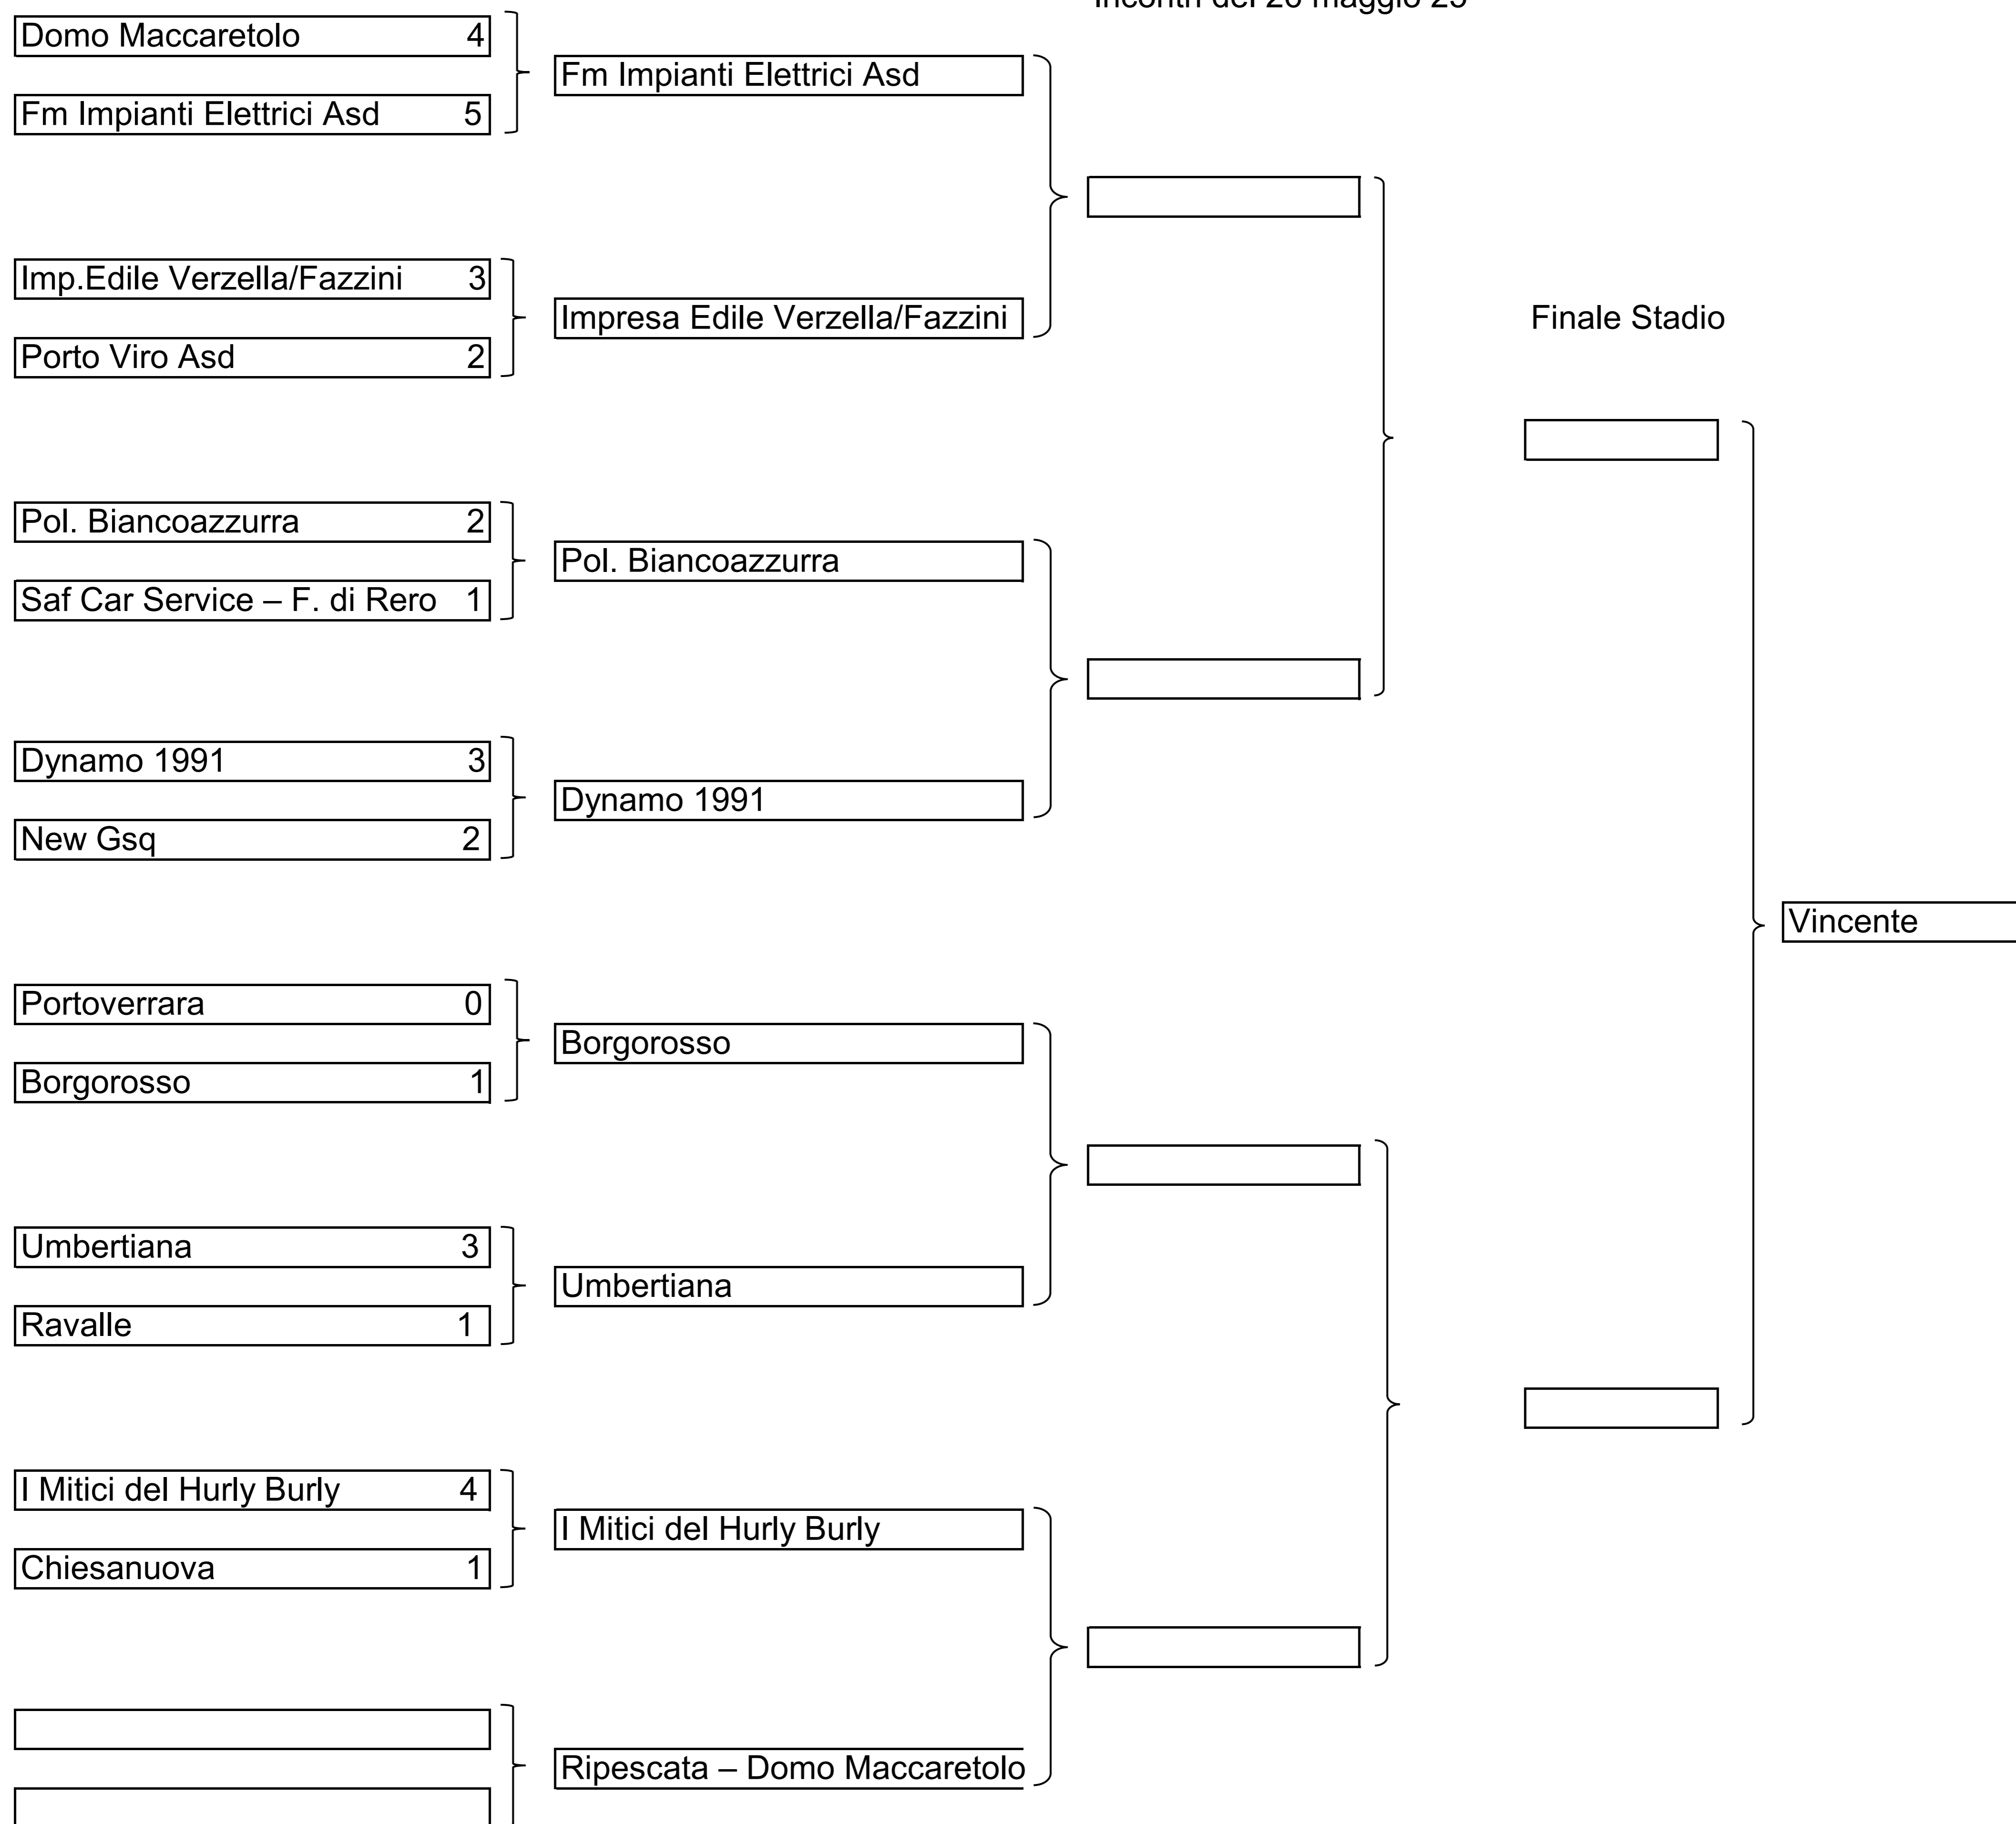 Incontri del maggio
Domo Maccaretolo 4
Fm Impianti Elettrici Asd
Fm Impianti Elettrici Asd 5
Imp.Edile Verzella/Fazzini 3
Impresa Edile Verzella/Fazzini
Finale Stadio
Porto Viro Asd 2
Pol. Biancoazzurra 2
Pol. Biancoazzurra
Saf Car Service – F. di Rero 1
Dynamo 1991 3
Dynamo 1991
New Gsq 2
Vincente
Portoverrara 0
Borgorosso
Borgorosso 1
Umbertiana 3
Umbertiana
Ravalle 1
I Mitici del Hurly Burly 4
I Mitici del Hurly Burly
Chiesanuova 1
Ripescata – Domo Maccaretolo